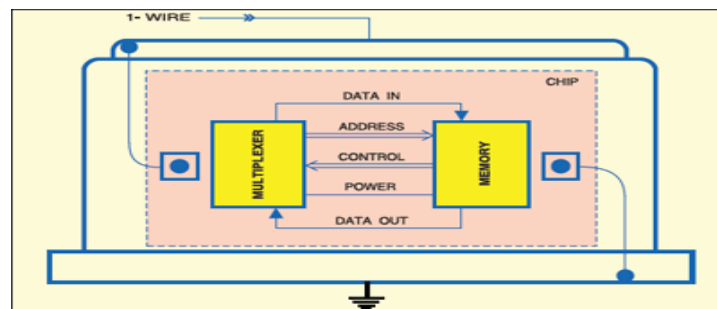 1- WIRE
CHIP
DATA IN
ADDRESS
MULTIPLEXER
CONTROL
MEMORY
POWER
DATA OUT